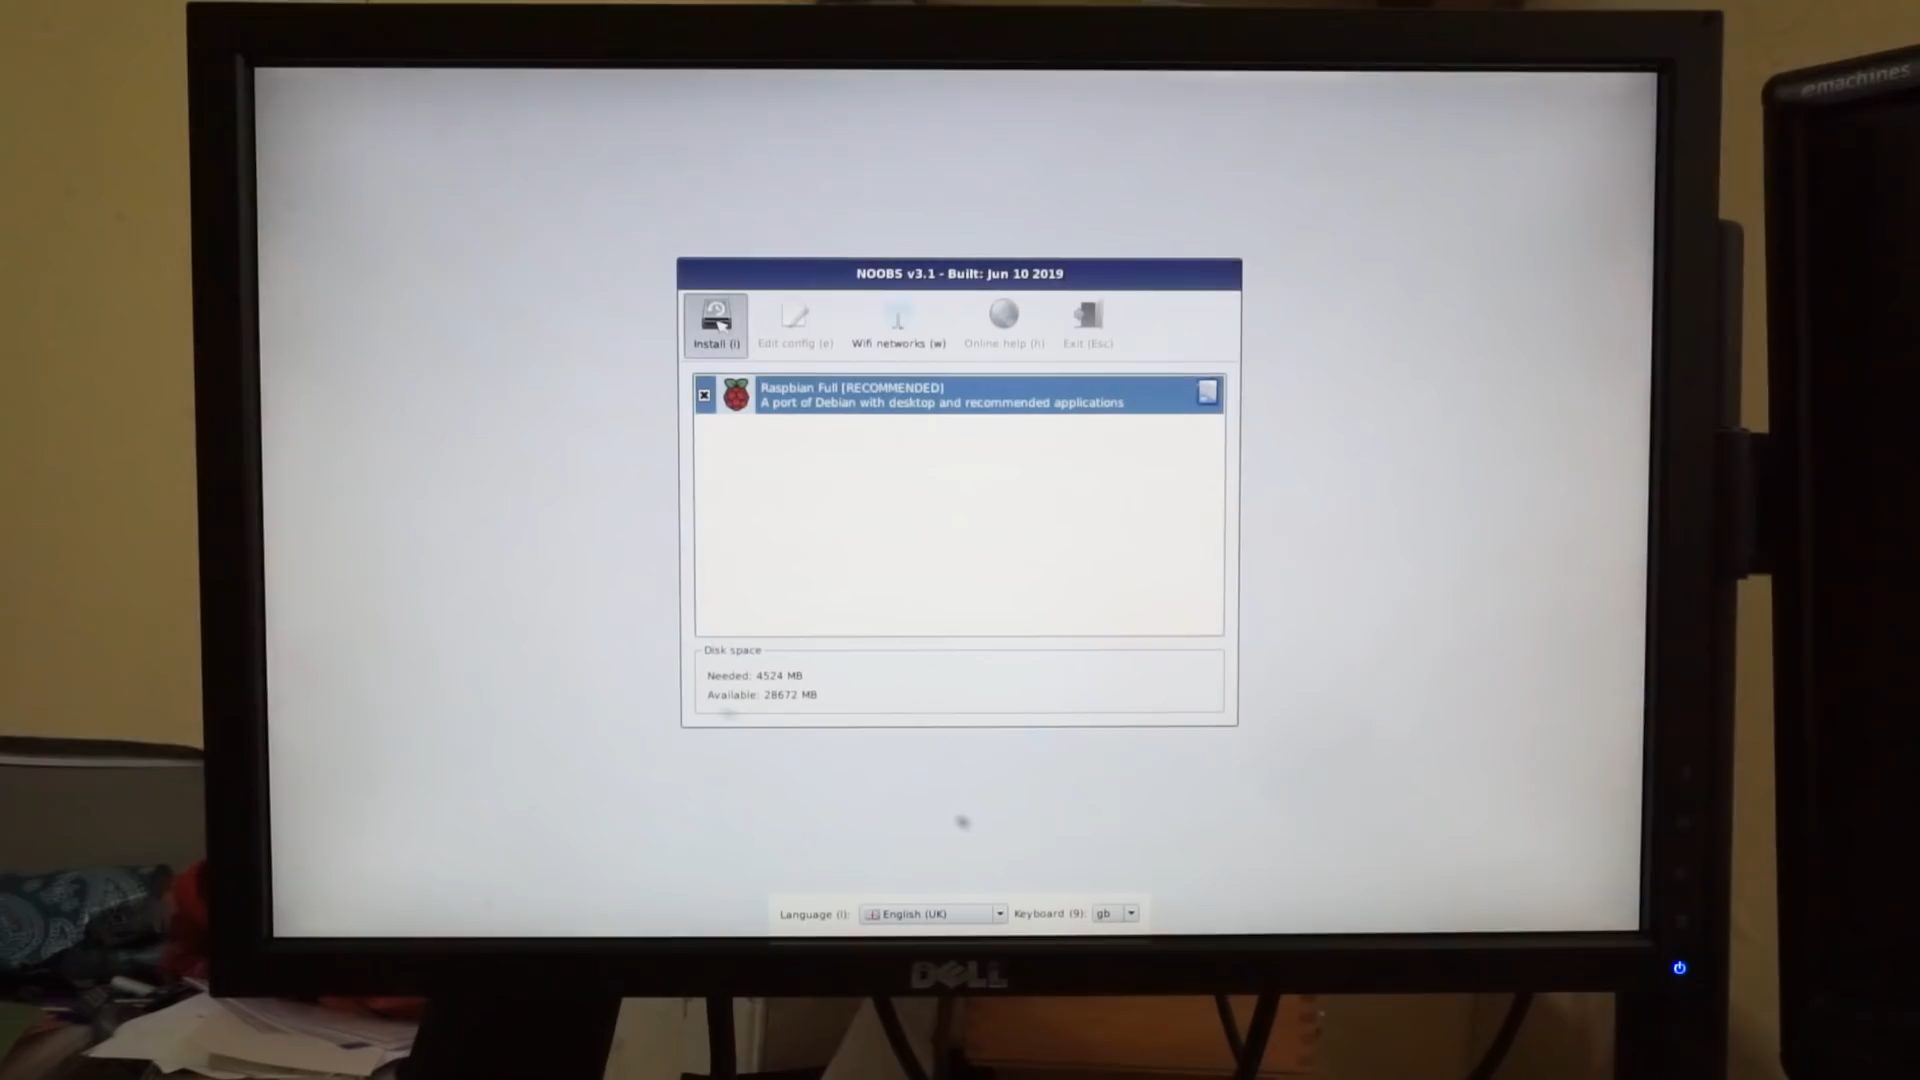 emachines
NOOBS v3.1 - Built: Jun 10 2019
Install (i)
Edit config (e)
Wifi networks (w)
Online help (h)
Exit (Esc)
Raspbian Full [RECOMMENDED]
A port of Debian with desktop and recommended applications
Disk space
Needed: 4524 MB
Available: 28672 MB
Language (l): English (UK) Keyboard (9): gb
DELL